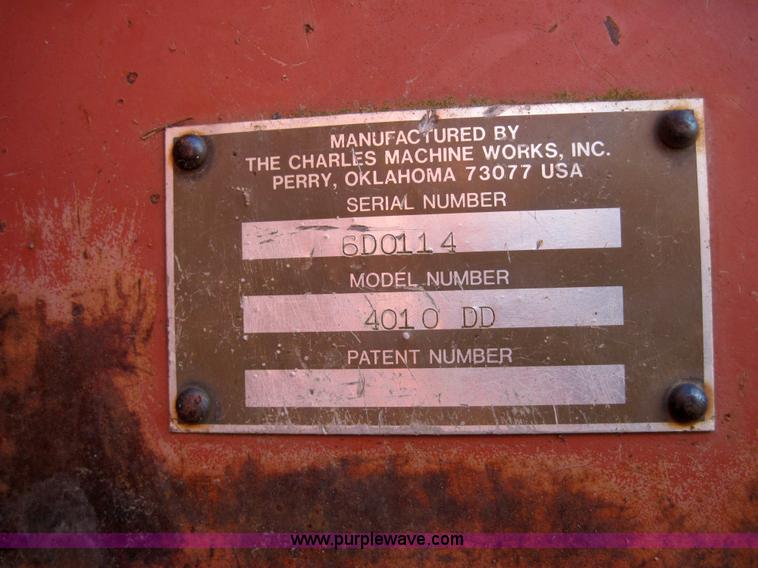 MANUFACTURED BY
THE CHARLES MACHINE WORKS, INC.
PERRY, OKLAHOMA 73077 USA
SERIAL NUMBER
6D0114
MODEL NUMBER
4010 DD
PATENT NUMBER
www.purplewave.com